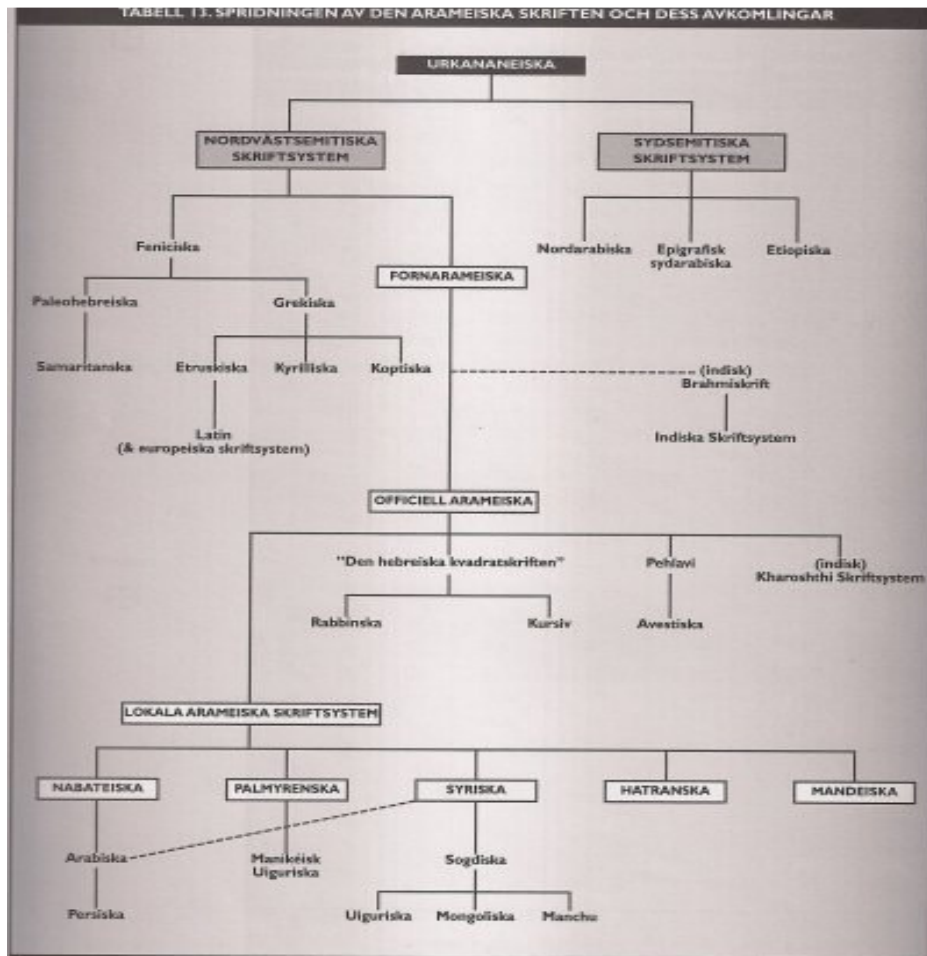 TABELL 13. SPRIDNINGEN AV DEN ARAMEISKA SKRIFTEN OCH DESS AVKOMLINGAR
URKANANEISKA
NORDVÄSTSEMITISKA
SKRIFTSYSTEM
SYDSEMITISKA
SKRIFTSYSTEM
Feniciska
Nordarabiska
Epigrafisk
sydarabiska
Etiopiska
FORNARAMEISKA
Paleohebreiska
Grekiska
Samaritanska
Etruskiska
Kyrilliska
Koptiska
(indisk)
Brahmiskrift
Latin
(& europeiska skriftsystem)
Indiska Skriftsystem
OFFICIELL ARAMEISKA
"Den hebreiska kvadratskriften"
Pehlavi
(indisk)
Kharoshthi Skriftsystem
Rabbinska
Kursiv
Avestiska
LOKALA ARAMEISKA SKRIFTSYSTEM
NABATEISKA
PALMYRENSKA
SYRISKA
HATRANSKA
MANDEISKA
Arabiska
Manikéisk
Uiguriska
Sogdiska
Persiska
Uiguriska
Mongoliska
Manchu